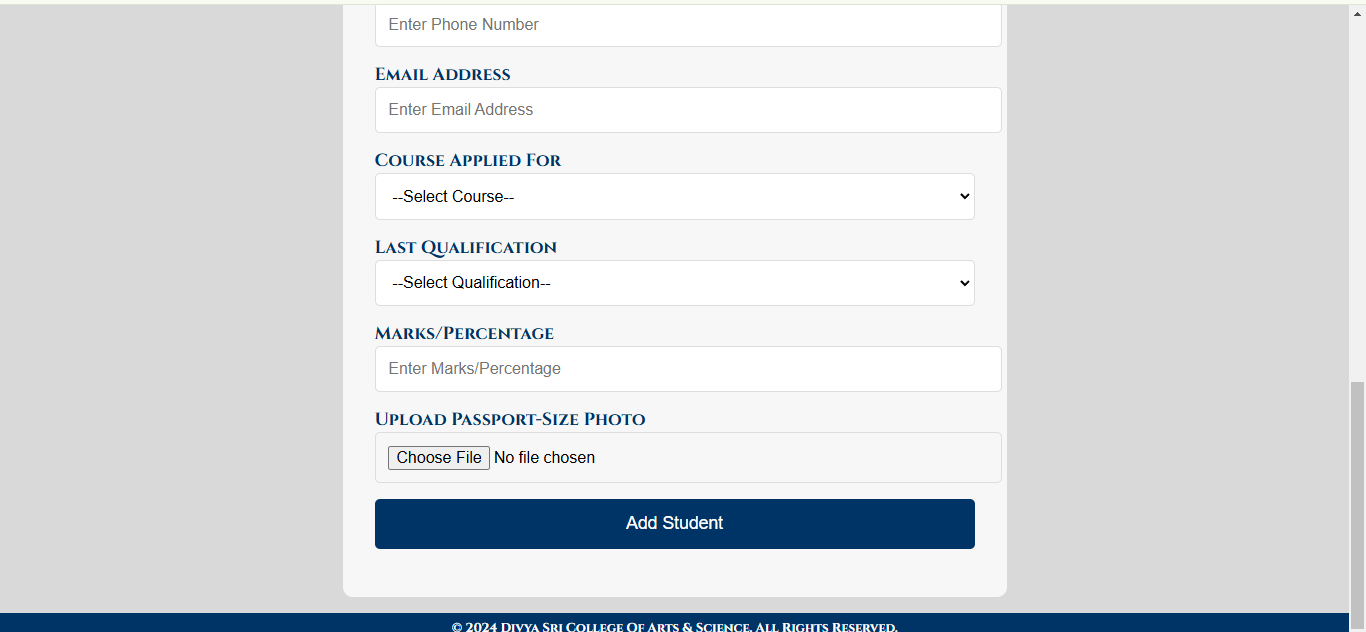 Enter Phone Number
Email Address
Enter Email Address
Course Applied For
--Select Course--
Last Qualification
--Select Qualification--
Marks/Percentage
Enter Marks/Percentage
Upload Passport-Size Photo
Choose File No file chosen
Add Student
© 2024 Divya Sri College Of Arts & Science. All Rights Reserved.